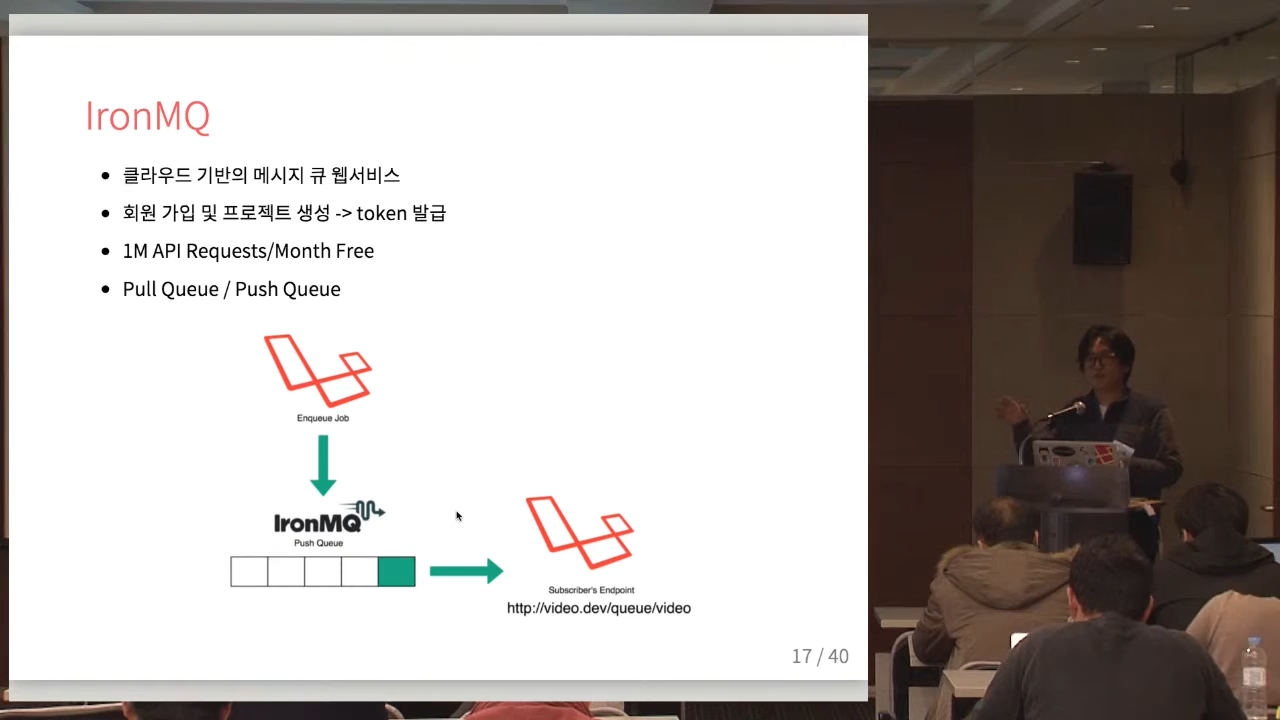 IronMQ
클라우드 기반의 메시지 큐 웹서비스
회원 가입 및 프로젝트 생성 -> token 발급
1M API Requests/Month Free
Pull Queue / Push Queue
Enqueue Job
IronMQ
Push Queue
Subscriber's Endpoint
http://video.dev/queue/video
17 / 40